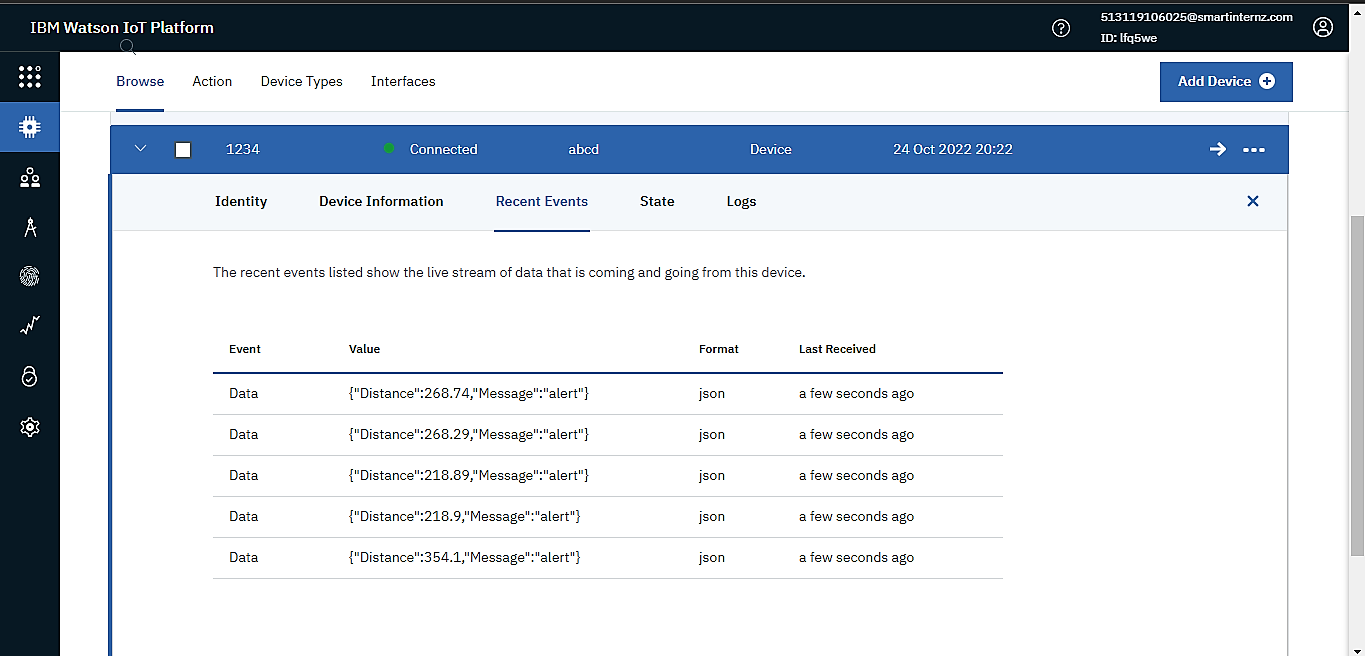 IBM Watson IoT Platform
513119106025@smartinternz.com
ID: lfq5we
Browse Action Device Types Interfaces
Add Device
1234 Connected abcd Device 24 Oct 2022 20:22
Identity Device Information Recent Events State Logs
The recent events listed show the live stream of data that is coming and going from this device.
Event Value Format Last Received
Data {"Distance":268.74,"Message":"alert"} json a few seconds ago
Data {"Distance":268.29,"Message":"alert"} json a few seconds ago
Data {"Distance":218.89,"Message":"alert"} json a few seconds ago
Data {"Distance":218.9,"Message":"alert"} json a few seconds ago
Data {"Distance":354.1,"Message":"alert"} json a few seconds ago